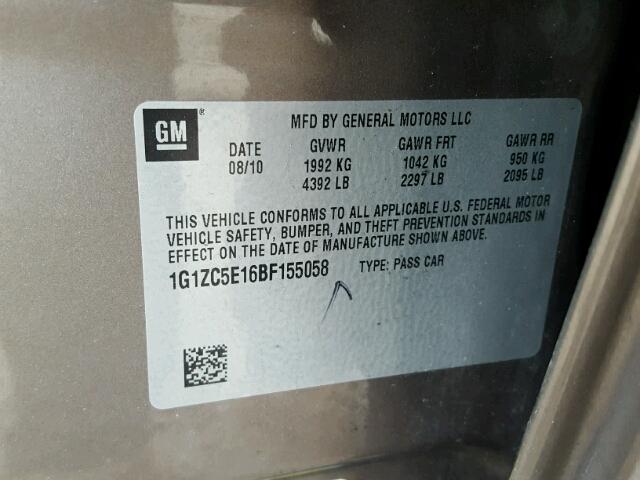 GM ®
MFD BY GENERAL MOTORS LLC
DATE GVWR GAWR FRT GAWR RR
08/10 1992 KG 1042 KG 950 KG
4392 LB 2297 LB 2095 LB
THIS VEHICLE CONFORMS TO ALL APPLICABLE U.S. FEDERAL MOTOR
VEHICLE SAFETY, BUMPER, AND THEFT PREVENTION STANDARDS IN
EFFECT ON THE DATE OF MANUFACTURE SHOWN ABOVE.
1G1ZC5E16BF155058 TYPE: PASS CAR